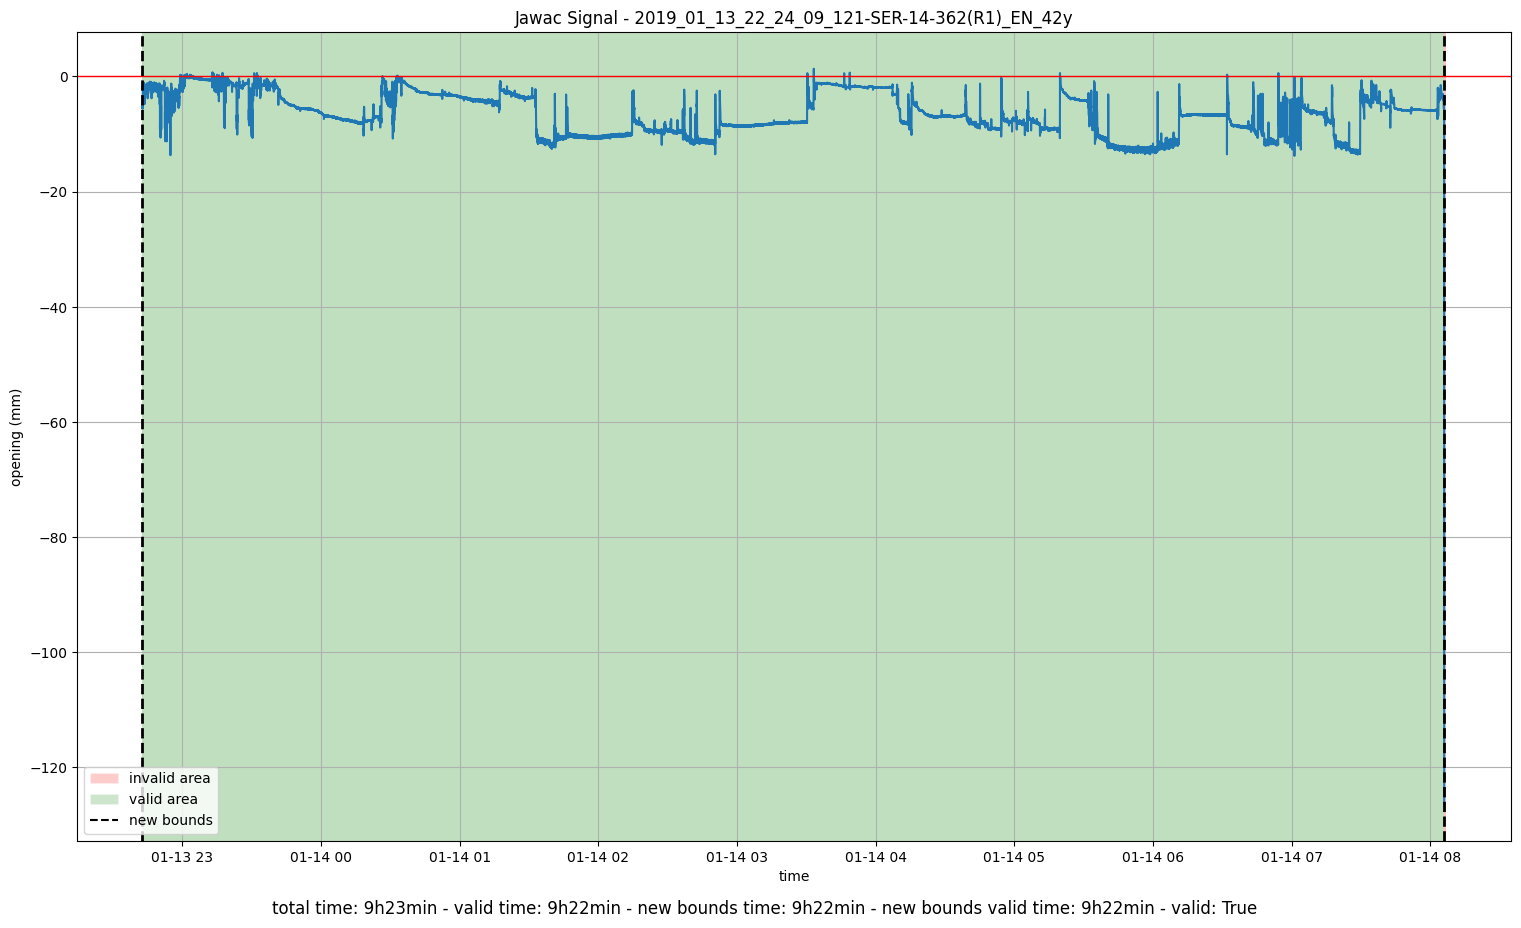 Jawac Signal - 2019_01_13_22_24_09_121-SER-14-362(R1)_EN_42y
opening (mm)
0
−20
−40
−60
−80
−100
−120
invalid area
valid area
new bounds
01-13 23
01-14 00
01-14 01
01-14 02
01-14 03
01-14 04
01-14 05
01-14 06
01-14 07
01-14 08
time
total time: 9h23min - valid time: 9h22min - new bounds time: 9h22min - new bounds valid time: 9h22min - valid: True